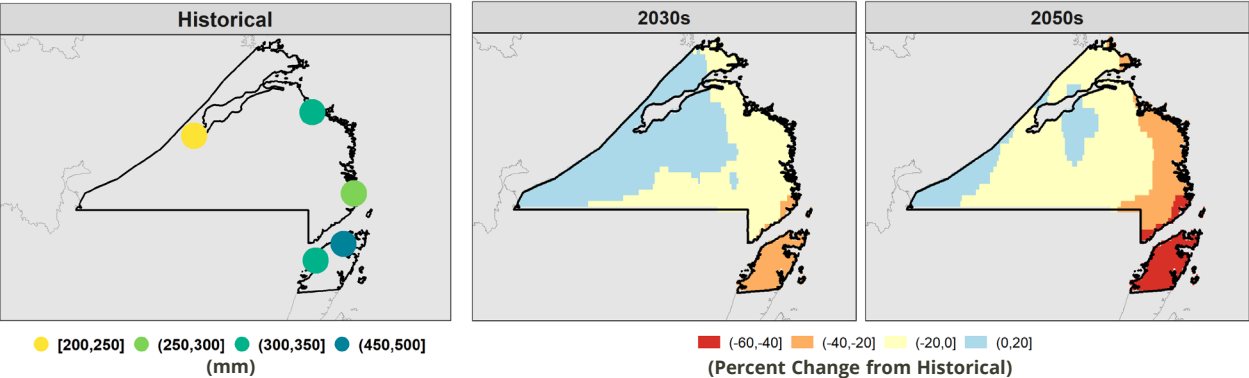 Historical
2030s
2050s
[200,250] (250,300] (300,350] (450,500]
(mm)
(-60,-40] (-40,-20] (-20,0] (0,20]
(Percent Change from Historical)